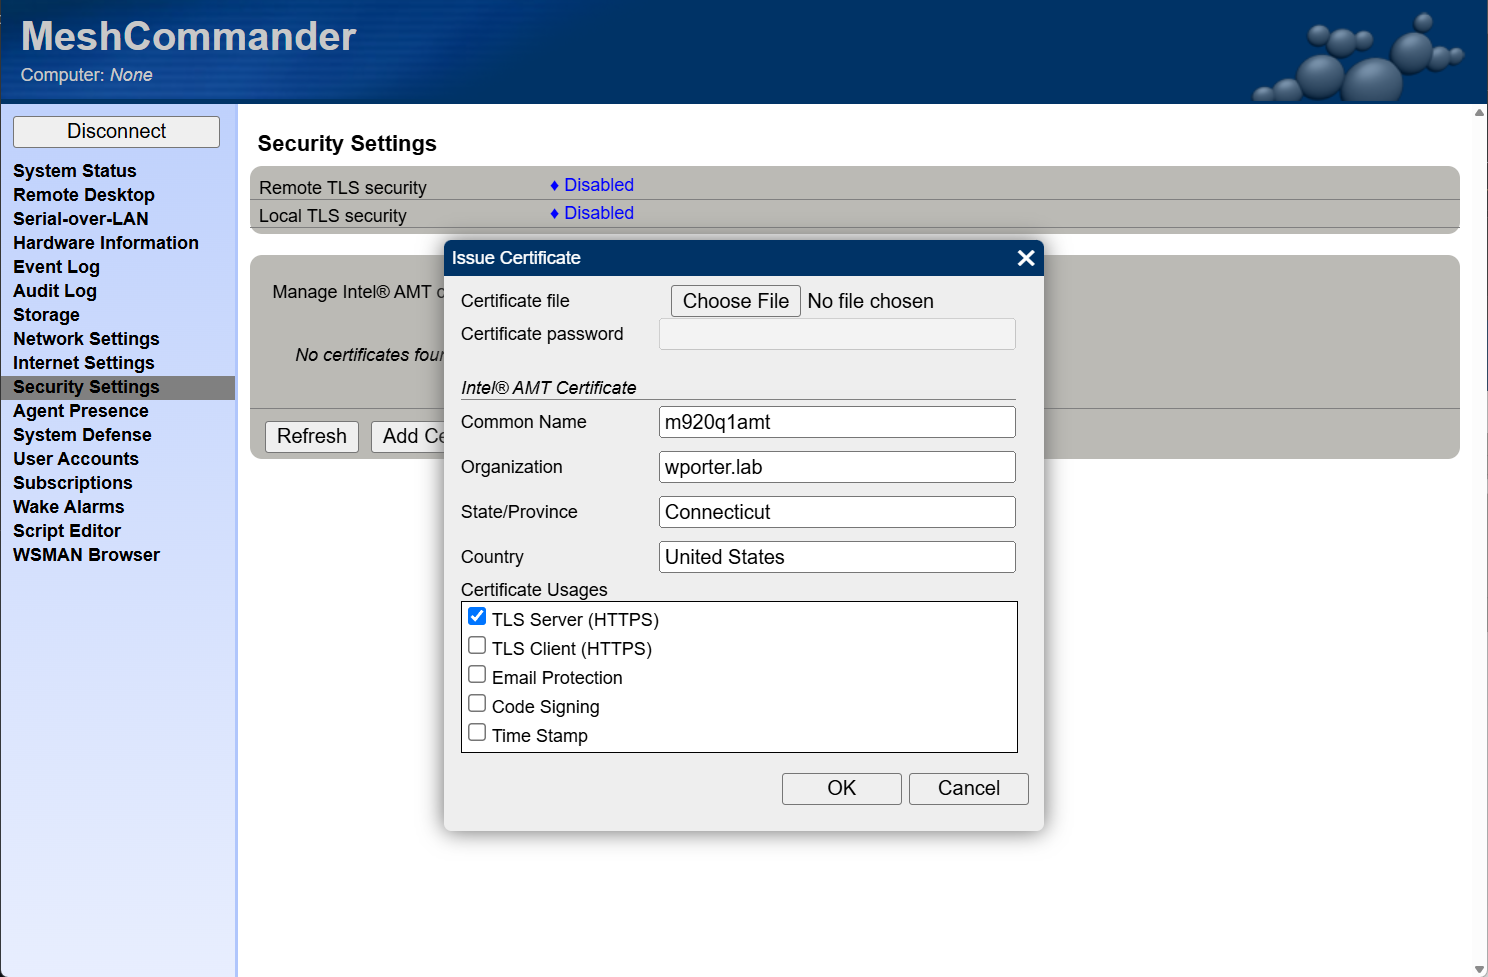 MeshCommander
Computer: None
Disconnect
System Status
Remote Desktop
Serial-over-LAN
Hardware Information
Event Log
Audit Log
Storage
Network Settings
Internet Settings
Security Settings
Agent Presence
System Defense
User Accounts
Subscriptions
Wake Alarms
Script Editor
WSMAN Browser
Security Settings
Remote TLS security ♦ Disabled
Local TLS security ♦ Disabled
Manage Intel® AMT
No certificates
Refresh Add
Issue Certificate
Certificate file Choose File No file chosen
Certificate password
Intel® AMT Certificate
Common Name m920q1amt
Organization wporter.lab
State/Province Connecticut
Country United States
Certificate Usages
TLS Server (HTTPS)
TLS Client (HTTPS)
Email Protection
Code Signing
Time Stamp
OK Cancel